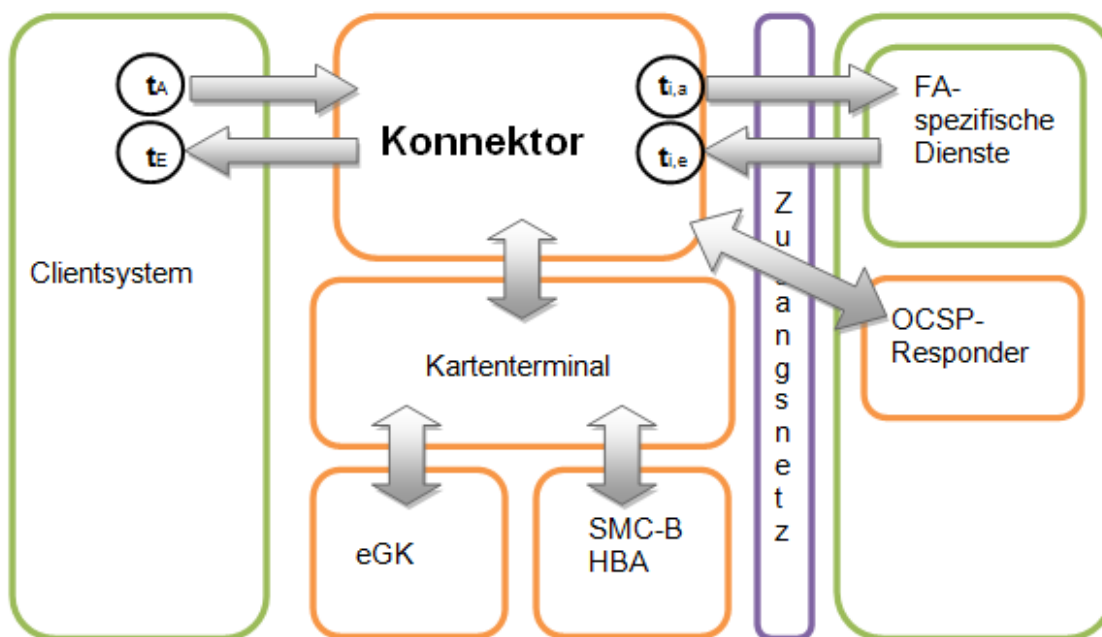 Clientsystem
tA
tE
Konnektor
ti,a
ti,e
Kartenterminal
eGK
SMC-B
HBA
Zugangsnetz
FA-
spezifische
Dienste
OCSP-
Responder